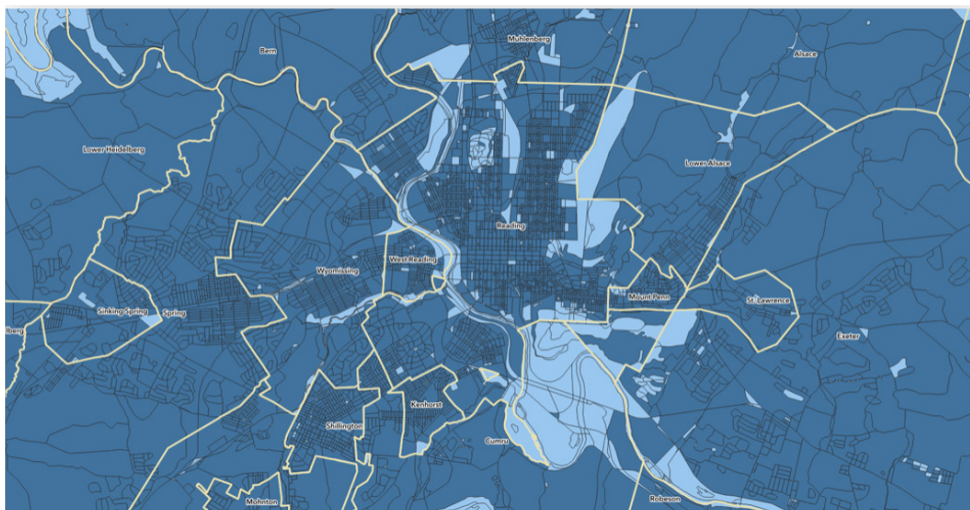 Muhlenberg
Bern
Alsace
Lower Heidelberg
Lower Alsace
Reading
West Reading
Wyomissing
Mount Penn
St. Lawrence
Sinking Spring
Spring
lberg
Exeter
Kenhorst
Shillington
Cumru
Robeson
Mohnton